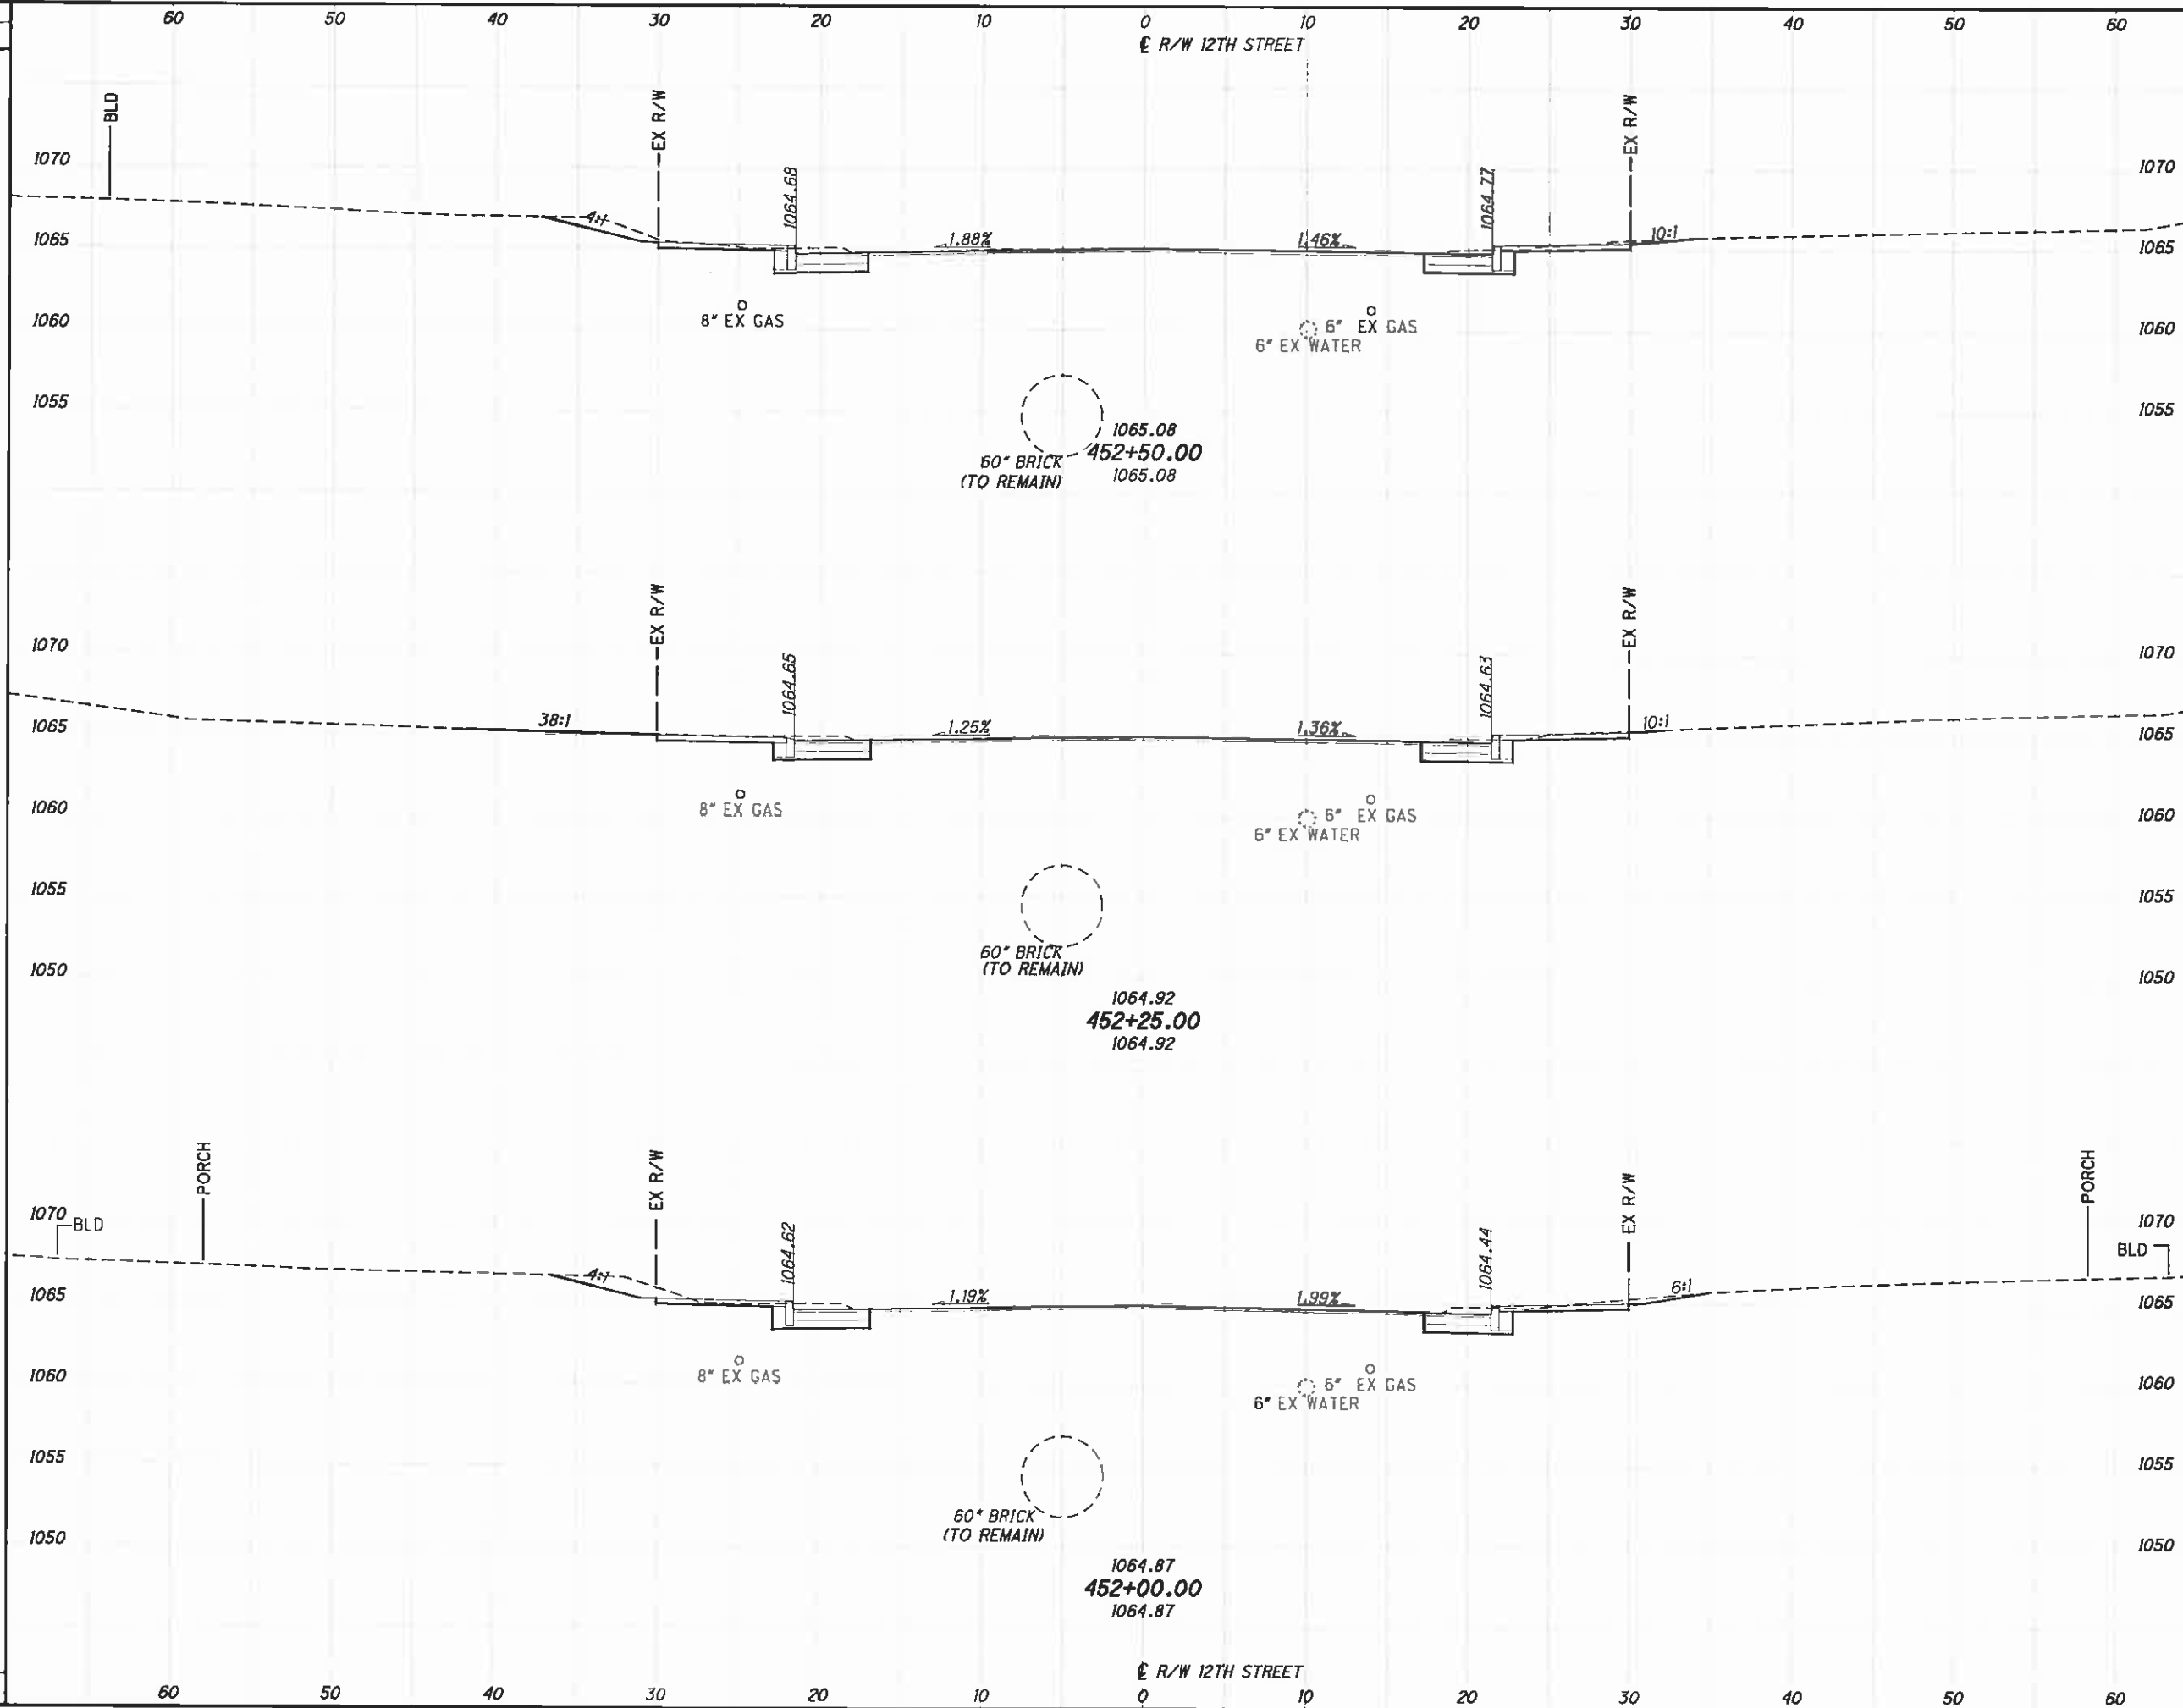 60 50 40 30 20 10 0 10 20 30 40 50 60
℄ R/W 12TH STREET
BLD
EX R/W
EX R/W
1064.68
1064.77
1070
1070
4:1
1065
1.88%
1.46%
10:1
1065
1060
8" EX GAS
6" EX GAS
6" EX WATER
1060
1055
1055
1065.08
452+50.00
1065.08
60" BRICK
(TO REMAIN)
EX R/W
EX R/W
1064.65
1064.63
1070
1070
1065
38:1
1.25%
1.36%
10:1
1065
1060
8" EX GAS
6" EX GAS
6" EX WATER
1060
1055
1055
60" BRICK
(TO REMAIN)
1050
1050
1064.92
452+25.00
1064.92
PORCH
EX R/W
EX R/W
PORCH
1064.62
1064.44
1070
BLD
1070
BLD
4:1
1065
1.19%
1.99%
6:1
1065
1060
8" EX GAS
6" EX GAS
6" EX WATER
1060
1055
1055
60" BRICK
(TO REMAIN)
1050
1050
1064.87
452+00.00
1064.87
℄ R/W 12TH STREET
60 50 40 30 20 10 0 10 20 30 40 50 60